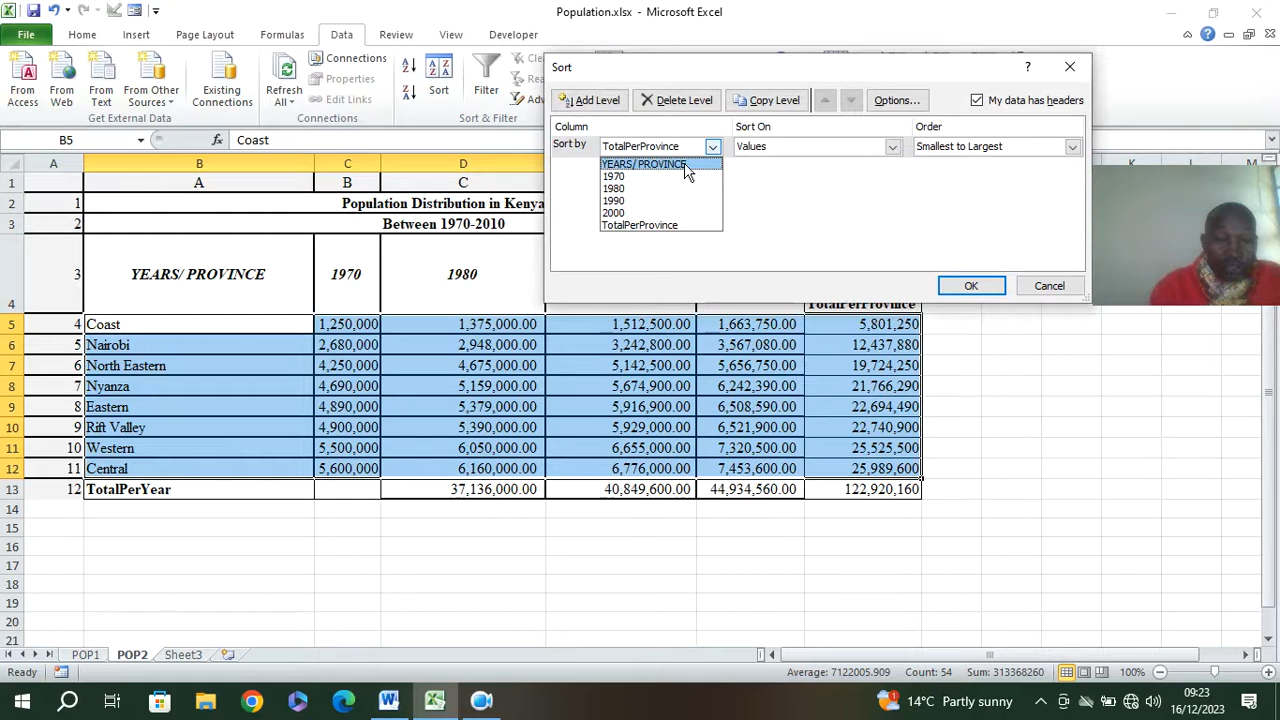 Population.xlsx - Microsoft Excel
File Home Insert Page Layout Formulas Data Review View Developer
From Access
From Web
From Text
From Other Sources
Existing Connections
Get External Data
Refresh All
Connections
Properties
Edit Links
Connections
Sort
Filter
Sort & Filter
Sort
Add Level Delete Level Copy Level Options... My data has headers
Column Sort On Order
Sort by TotalPerProvince Values Smallest to Largest
YEARS/ PROVINCE
1970
1980
1990
2000
TotalPerProvince
OK Cancel
B5 fx Coast
A B C D K L M
1 A B C
2 1 Population Distribution in Kenya
3 2 Between 1970-2010
4 3 YEARS/ PROVINCE 1970 1980
5 4 Coast 1,250,000 1,375,000.00 1,512,500.00 1,663,750.00 5,801,250
6 5 Nairobi 2,680,000 2,948,000.00 3,242,800.00 3,567,080.00 12,437,880
7 6 North Eastern 4,250,000 4,675,000.00 5,142,500.00 5,656,750.00 19,724,250
8 7 Nyanza 4,690,000 5,159,000.00 5,674,900.00 6,242,390.00 21,766,290
9 8 Eastern 4,890,000 5,379,000.00 5,916,900.00 6,508,590.00 22,694,490
10 9 Rift Valley 4,900,000 5,390,000.00 5,929,000.00 6,521,900.00 22,740,900
11 10 Western 5,500,000 6,050,000.00 6,655,000.00 7,320,500.00 25,525,500
12 11 Central 5,600,000 6,160,000.00 6,776,000.00 7,453,600.00 25,989,600
13 12 TotalPerYear 37,136,000.00 40,849,600.00 44,934,560.00 122,920,160
14
15
16
17
18
19
20
21
POP1 POP2 Sheet3
Ready Average: 7122005.909 Count: 54 Sum: 313368260 100%
14°C Partly sunny
09:23
16/12/2023